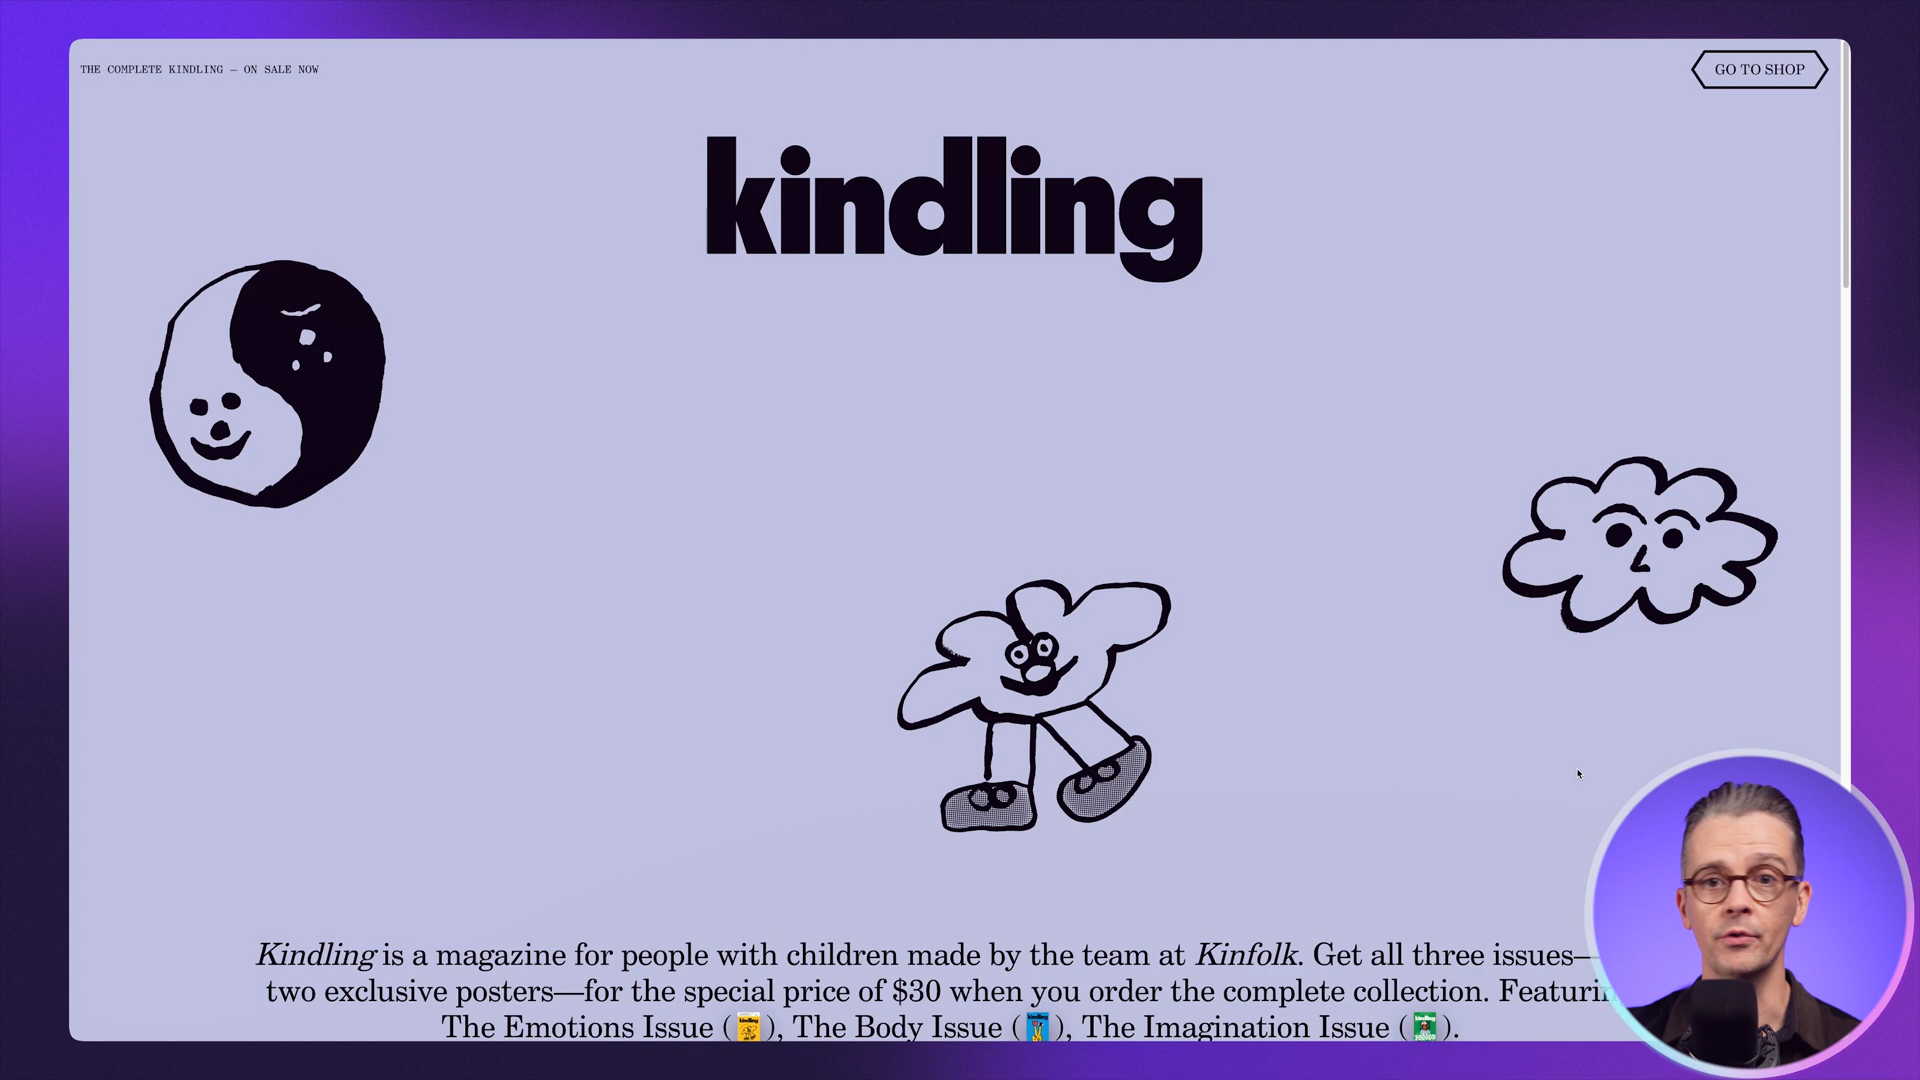 THE COMPLETE KINDLING — ON SALE NOW
GO TO SHOP
kindling
Kindling is a magazine for people with children made by the team at Kinfolk. Get all three issues—
two exclusive posters—for the special price of $30 when you order the complete collection.
The Emotions Issue ( ), The Body Issue ( ), The Imagination Issue ( ).